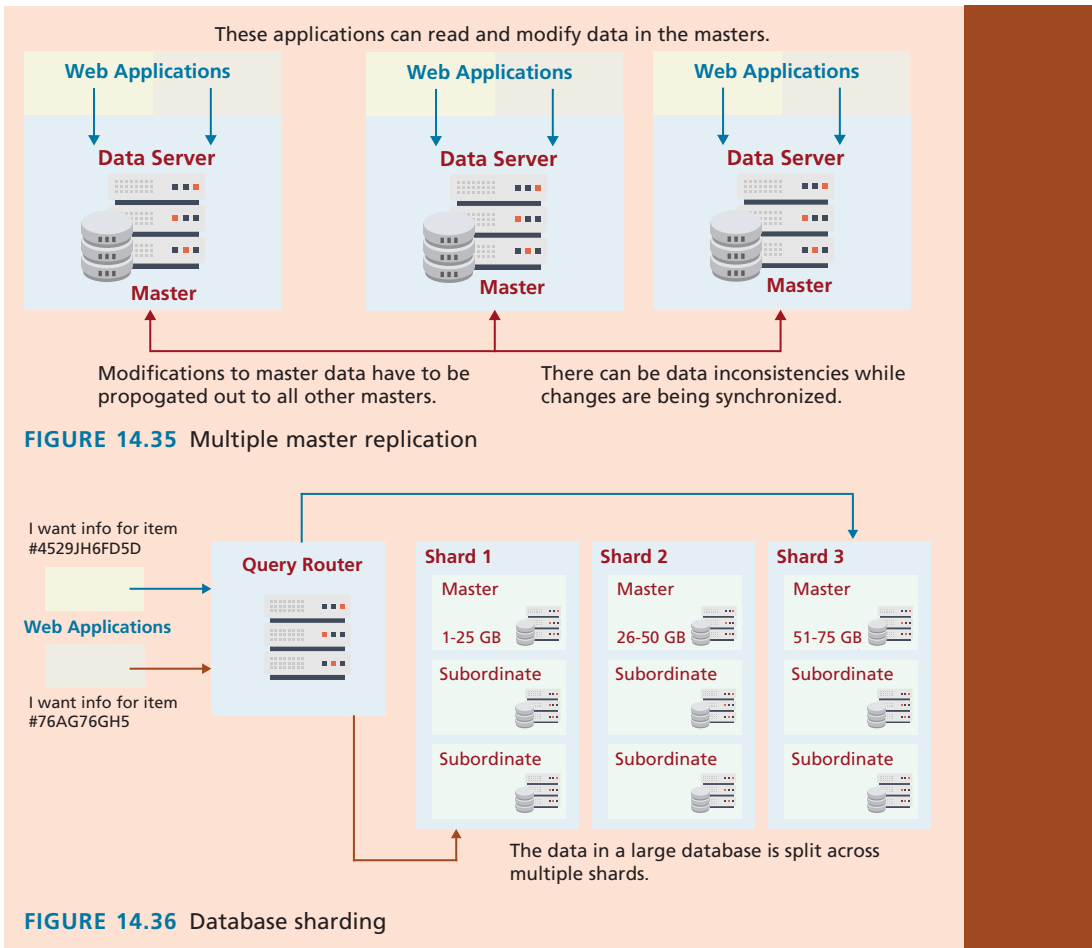 These applications can read and modify data in the masters.
Web Applications
Web Applications
Web Applications
Data Server
Data Server
Data Server
Master
Master
Master
Modifications to master data have to be
propogated out to all other masters.
There can be data inconsistencies while
changes are being synchronized.
FIGURE 14.35 Multiple master replication
I want info for item
#4529JH6FD5D
Web Applications
I want info for item
#76AG76GH5
Query Router
Shard 1
Master
1-25 GB
Subordinate
Subordinate
Shard 2
Master
26-50 GB
Subordinate
Subordinate
Shard 3
Master
51-75 GB
Subordinate
Subordinate
The data in a large database is split across
multiple shards.
FIGURE 14.36 Database sharding